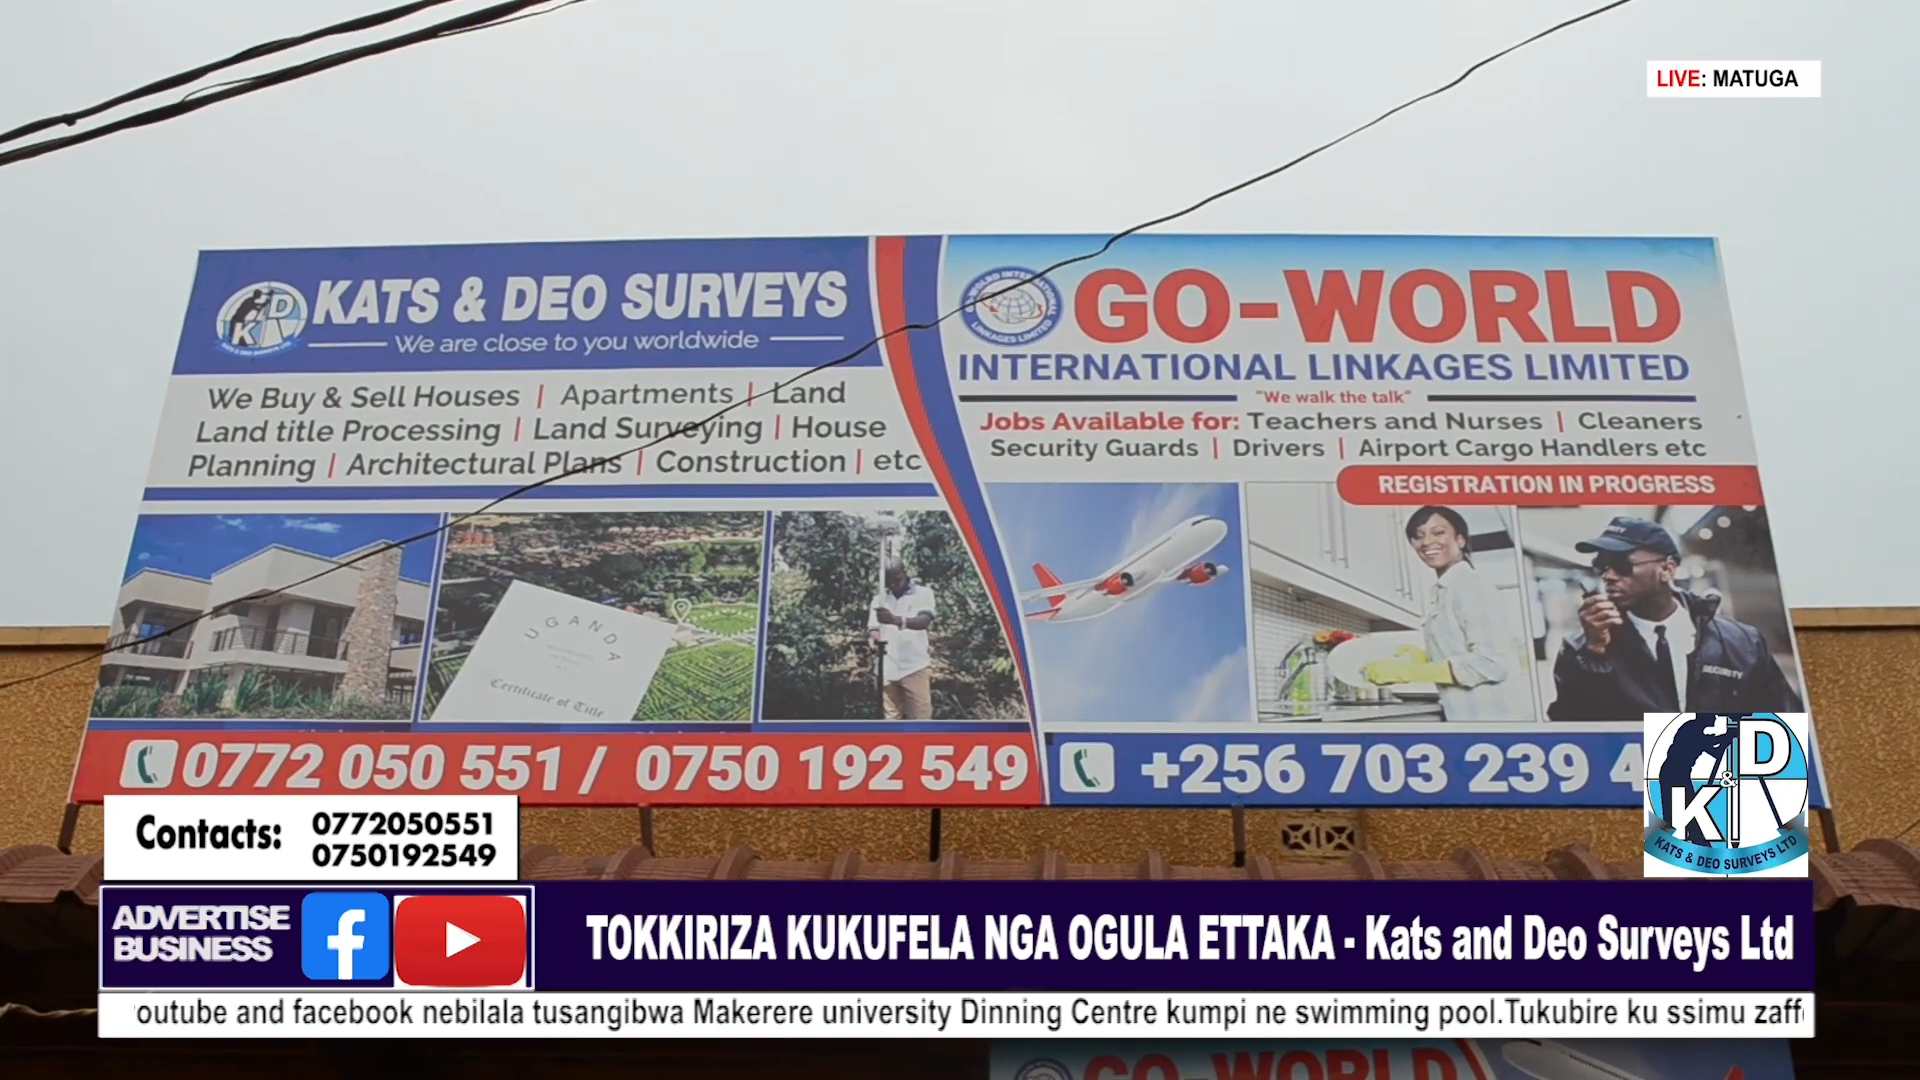 LIVE: MATUGA
KATS & DEO SURVEYS
We are close to you worldwide
We Buy & Sell Houses | Apartments | Land
Land title Processing | Land Surveying | House
Planning | Architectural Plans | Construction | etc
UGANDA
Certificate of Title
0772 050 551 / 0750 192 549
GO-WORLD
INTERNATIONAL LINKAGES LIMITED
"We walk the talk"
Jobs Available for: Teachers and Nurses | Cleaners
Security Guards | Drivers | Airport Cargo Handlers etc
REGISTRATION IN PROGRESS
SECURITY
+256 703 239 4
K&D
KATS & DEO SURVEYS LTD
Contacts: 0772050551
0750192549
ADVERTISE
BUSINESS
TOKKIRIZA KUKUFELA NGA OGULA ETTAKA - Kats and Deo Surveys Ltd
outube and facebook nebilala tusangibwa Makerere university Dinning Centre kumpi ne swimming pool.Tukubire ku ssimu zaff
GO-WORLD